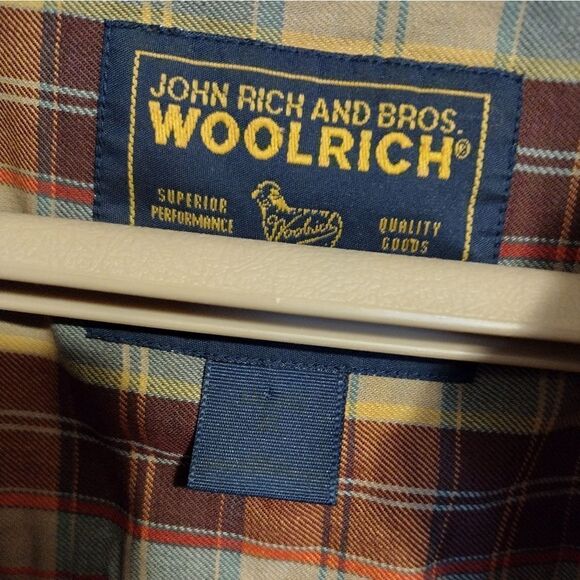 JOHN RICH AND BROS.
WOOLRICH®
SUPERIOR
PERFORMANCE
Woolrich
QUALITY
GOODS